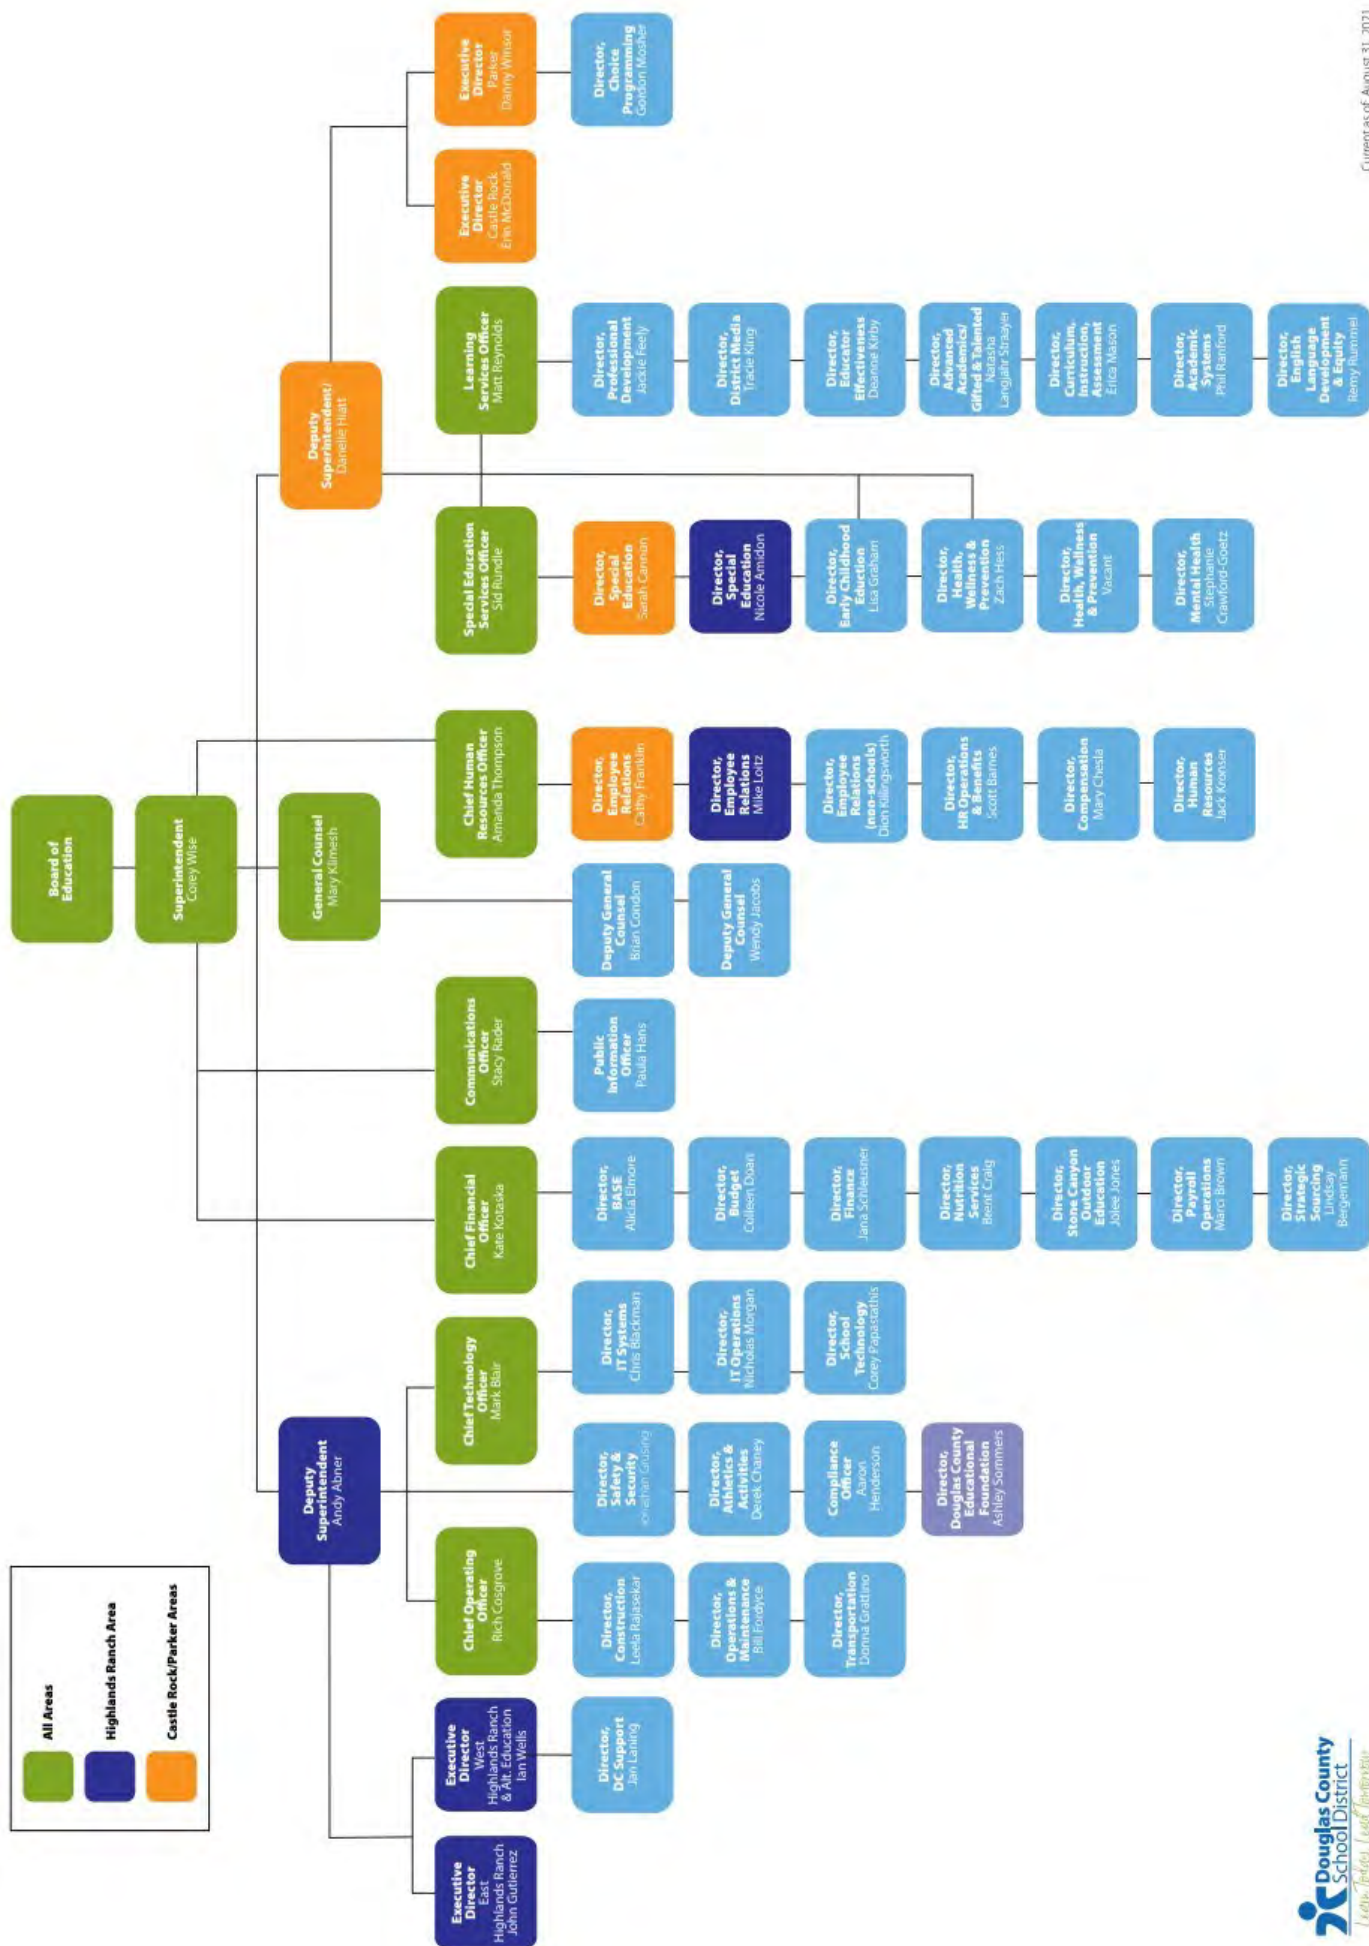 All Areas
Highlands Ranch Area
Castle Rock/Parker Areas
Board of
Education
Superintendent
Corey Wise
General Counsel
Mary Klimesh
Deputy
Superintendent
Andy Abner
Deputy
Superintendent/
Danelle Hiatt
Executive
Director
East
Highlands Ranch
John Gutierrez
Executive
Director
West
Highlands Ranch
& Alt. Education
Ian Wells
Director,
DC Support
Jan Laning
Chief Operating
Officer
Rich Cosgrove
Director,
Construction
Leela Rajasekar
Director,
Operations &
Maintenance
Bill Fordyce
Director,
Transportation
Donna Grattino
Director,
Safety &
Security
Jonathan Grusing
Director,
Athletics &
Activities
Derek Chaney
Compliance
Officer
Aaron
Henderson
Director,
Douglas County
Educational
Foundation
Ashley Sommers
Chief Technology
Officer
Mark Blair
Director,
IT Systems
Chris Blackman
Director,
IT Operations
Nicholas Morgan
Director,
School
Technology
Corey Papastathis
Chief Financial
Officer
Kate Kotaska
Director,
BASE
Alicia Elmore
Director,
Budget
Colleen Doan
Director,
Finance
Jana Schleusner
Director,
Nutrition
Services
Brent Craig
Director,
Stone Canyon
Outdoor
Education
Jolee Jones
Director,
Payroll
Operations
Marci Brown
Director,
Strategic
Sourcing
Lindsay
Bergemann
Communications
Officer
Stacy Rader
Public
Information
Officer
Paula Hans
Deputy General
Counsel
Brian Condon
Deputy General
Counsel
Wendy Jacobs
Chief Human
Resources Officer
Amanda Thompson
Director,
Employee
Relations
Cathy Franklin
Director,
Employee
Relations
Mike Loitz
Director,
Employee
Relations
(non-schools)
Dion Killingsworth
Director,
HR Operations
& Benefits
Scott Barnes
Director,
Compensation
Mary Chesla
Director,
Human
Resources
Jack Kronser
Special Education
Services Officer
Sid Rundle
Director,
Special
Education
Sarah Cannon
Director,
Special
Education
Nicole Amidon
Director,
Early Childhood
Eduction
Lisa Graham
Director,
Health,
Wellness &
Prevention
Zach Hess
Director,
Health, Wellness
& Prevention
Vacant
Director,
Mental Health
Stephanie
Crawford-Goetz
Learning
Services Officer
Matt Reynolds
Director,
Professional
Development
Jackie Feely
Director,
District Media
Tracie King
Director,
Educator
Effectiveness
Deanne Kirby
Director,
Advanced
Academics/
Gifted & Talented
Natasha
Langjahr Straayer
Director,
Curriculum,
Instruction,
Assessment
Erica Mason
Director,
Academic
Systems
Phil Ranford
Director,
English
Language
Development
& Equity
Remy Rummel
Executive
Director
Castle Rock
Erin McDonald
Executive
Director
Parker
Danny Winsor
Director,
Choice
Programming
Gordon Mosher
Douglas County
School District
Learn Today Lead Tomorrow
Current as of: August 31, 2021